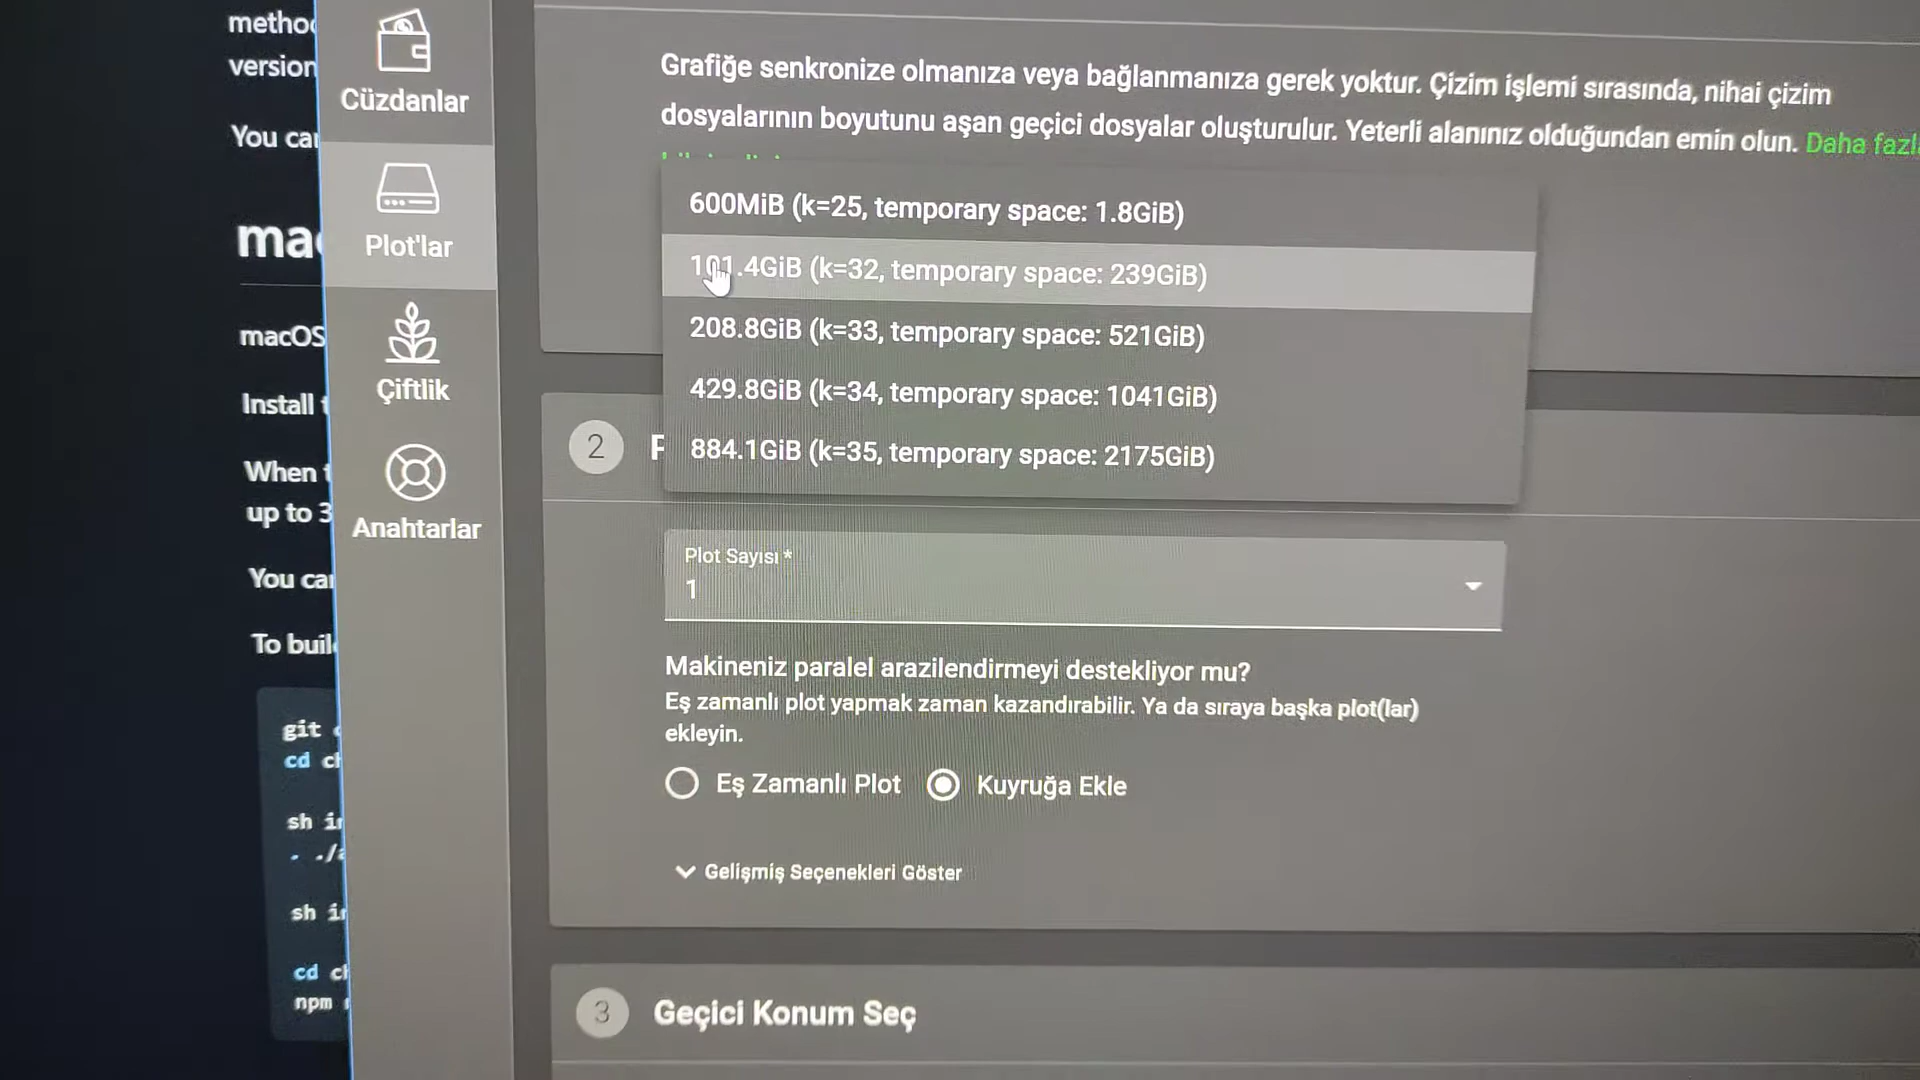 version
You
macOS
Install
When
up to 3
You
To
git
cd
sh
. ./
sh
cd
npm
Cüzdanlar
Plot'lar
Çiftlik
Anahtarlar
Grafiğe senkronize olmanıza veya bağlanmanıza gerek yoktur. Çizim işlemi sırasında, nihai çizim
dosyalarının boyutunu aşan geçici dosyalar oluşturulur. Yeterli alanınız olduğundan emin olun. Daha fazla
600MiB (k=25, temporary space: 1.8GiB)
101.4GiB (k=32, temporary space: 239GiB)
208.8GiB (k=33, temporary space: 521GiB)
429.8GiB (k=34, temporary space: 1041GiB)
884.1GiB (k=35, temporary space: 2175GiB)
2
Plot Sayısı *
1
Makineniz paralel arazilendirmeyi destekliyor mu?
Eş zamanlı plot yapmak zaman kazandırabilir. Ya da sıraya başka plot(lar)
ekleyin.
Eş Zamanlı Plot Kuyruğa Ekle
Gelişmiş Seçenekleri Göster
3 Geçici Konum Seç